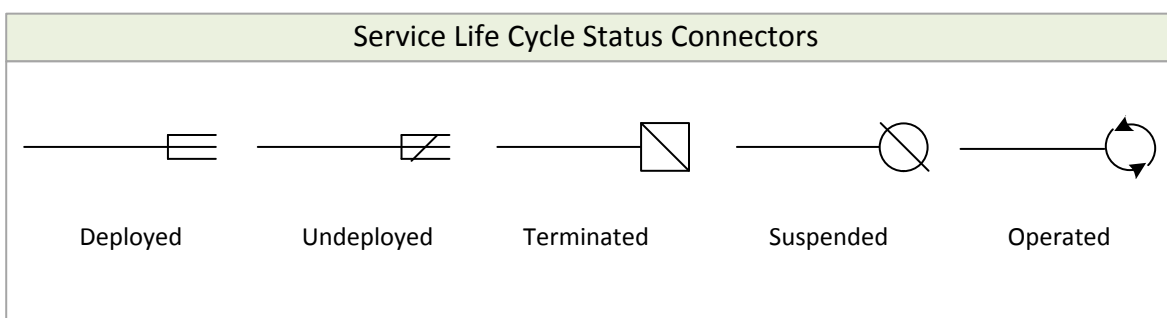 Service Life Cycle Status Connectors
Deployed Undeployed Terminated Suspended Operated